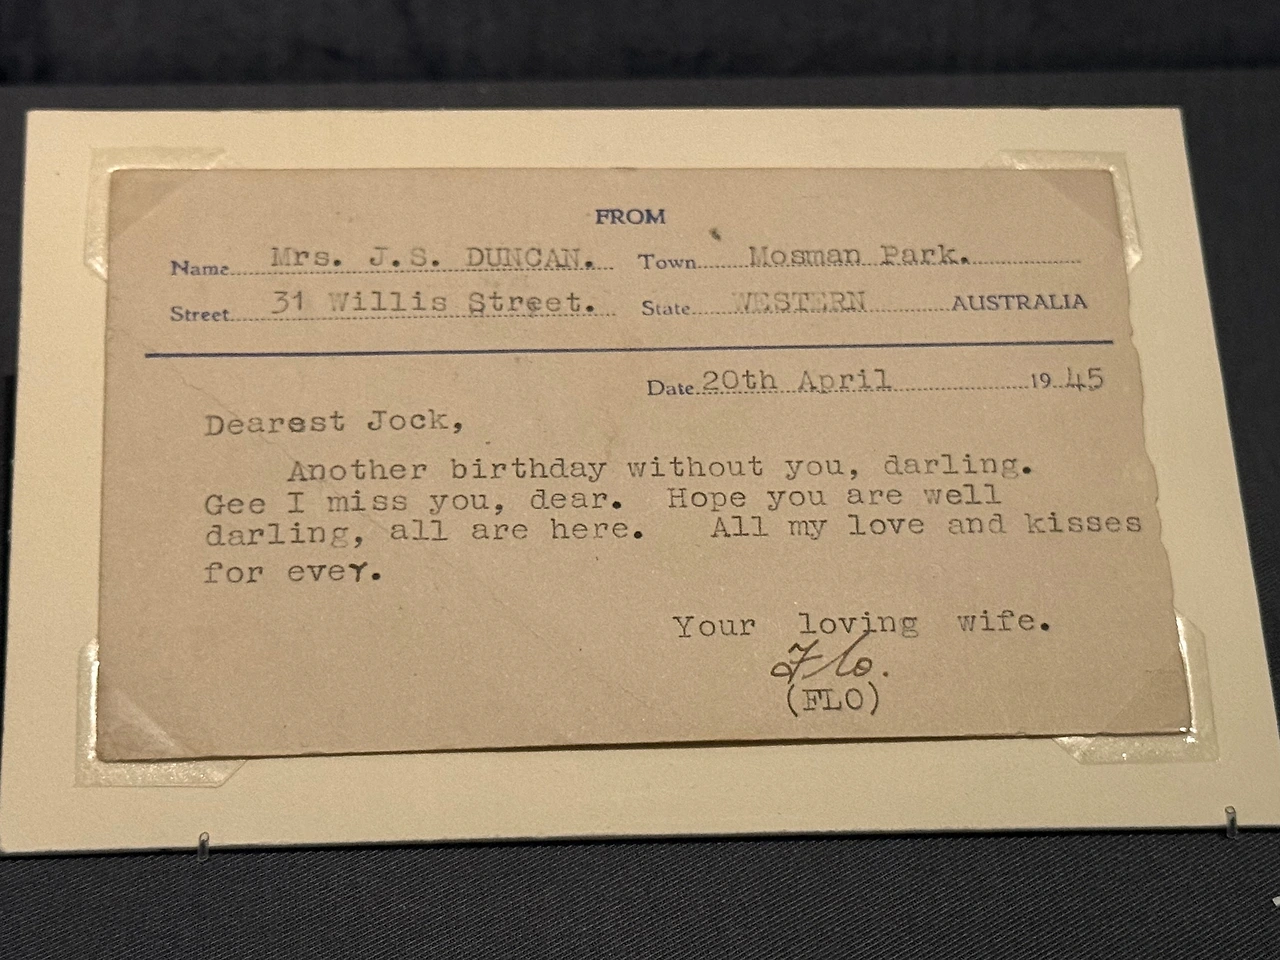 FROM
Name Mrs. J.S. DUNCAN. Town Mosman Park.
Street 31 Willis Street. State WESTERN AUSTRALIA
Date 20th April 1945
Dearest Jock,
Another birthday without you, darling.
Gee I miss you, dear. Hope you are well
darling, all are here. All my love and kisses
for ever.
Your loving wife.
Flo.
(FLO)